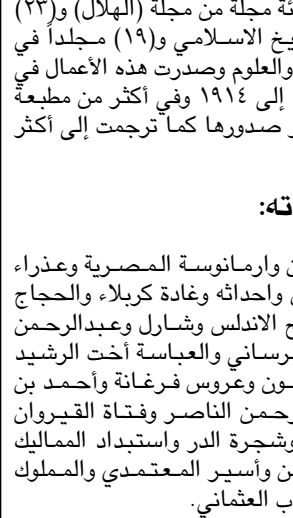 ئة مجلة من مجلة (الهلال) و(٢٣)
يخ الاسلامي و(١٩) مجلداً في
والعلوم وصدرت هذه الأعمال في
إلى ١٩١٤ وفي أكثر من مطبعة
ر صدورها كما ترجمت إلى أكثر
ته:
ن وارمانوسة المصرية وعذراء
ي واحداثه وغادة كربلاء والحجاج
ح الاندلس وشارل وعبدالرحمن
رساني والعباسة أخت الرشيد
ـون وعروس فرغانة وأحمد بن
رحمن الناصر وفتاة القيروان
وشجرة الدر واستبداد المماليك
ن وأسير المعتمدي والمملوك
ب العثماني.